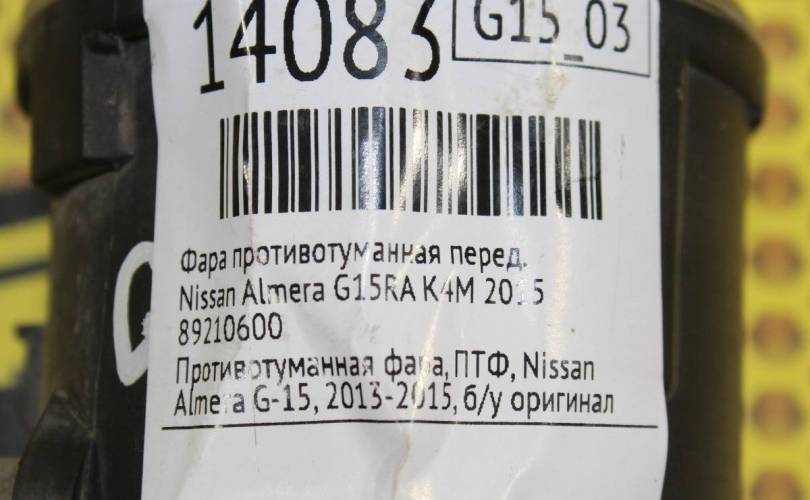 14083
G15_03
Фара противотуманная перед.
Nissan Almera G15RA K4M 2015
89210600
Противотуманная фара, ПТФ, Nissan
Almera G-15, 2013-2015, б/у оригинал